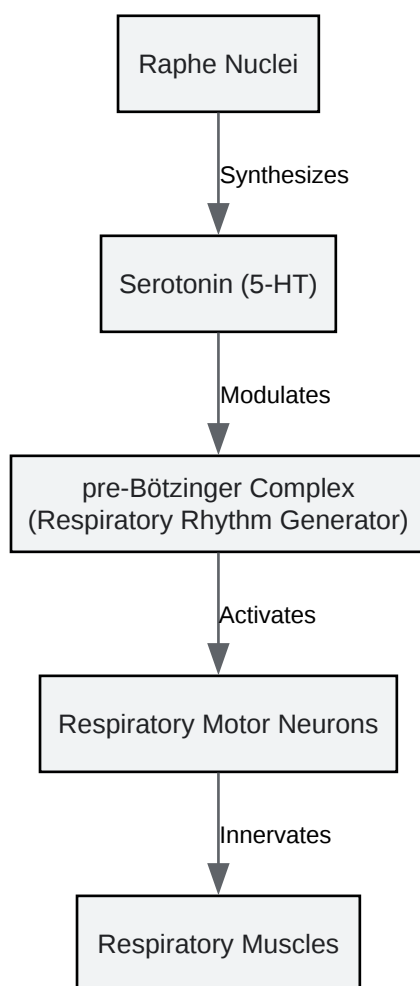 Raphe Nuclei
Synthesizes
Serotonin (5-HT)
Modulates
pre-Bötzinger Complex
(Respiratory Rhythm Generator)
Activates
Respiratory Motor Neurons
Innervates
Respiratory Muscles